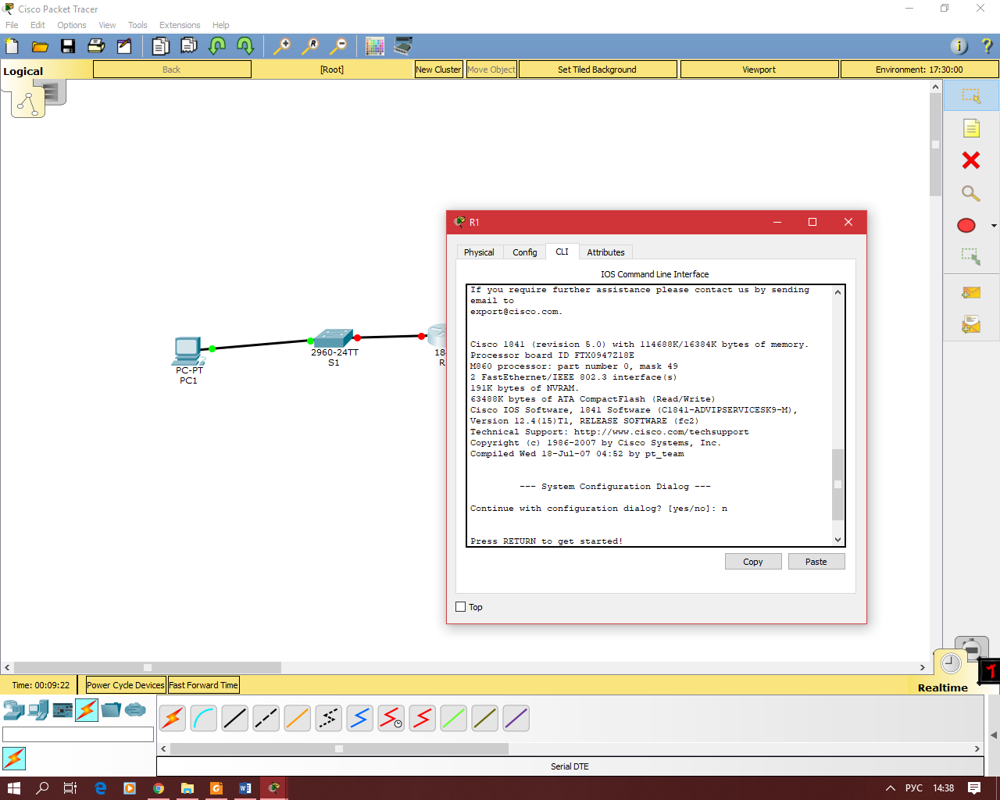 Cisco Packet Tracer
File Edit Options View Tools Extensions Help
Logical Back [Root] New Cluster Move Object Set Tiled Background Viewport Environment: 17:30:00
R1
Physical Config CLI Attributes
IOS Command Line Interface
If you require further assistance please contact us by sending
email to
export@cisco.com.
Cisco 1841 (revision 5.0) with 114688K/16384K bytes of memory.
Processor board ID FTX0947Z18E
M860 processor: part number 0, mask 49
2 FastEthernet/IEEE 802.3 interface(s)
191K bytes of NVRAM.
63488K bytes of ATA CompactFlash (Read/Write)
Cisco IOS Software, 1841 Software (C1841-ADVIPSERVICESK9-M),
Version 12.4(15)T1, RELEASE SOFTWARE (fc2)
Technical Support: http://www.cisco.com/techsupport
Copyright (c) 1986-2007 by Cisco Systems, Inc.
Compiled Wed 18-Jul-07 04:52 by pt_team
--- System Configuration Dialog ---
Continue with configuration dialog? [yes/no]: n
Press RETURN to get started!
Copy Paste
Top
PC-PT
PC1
2960-24TT
S1
18
R
Time: 00:09:22 Power Cycle Devices Fast Forward Time
Realtime
Serial DTE
РУС 14:38